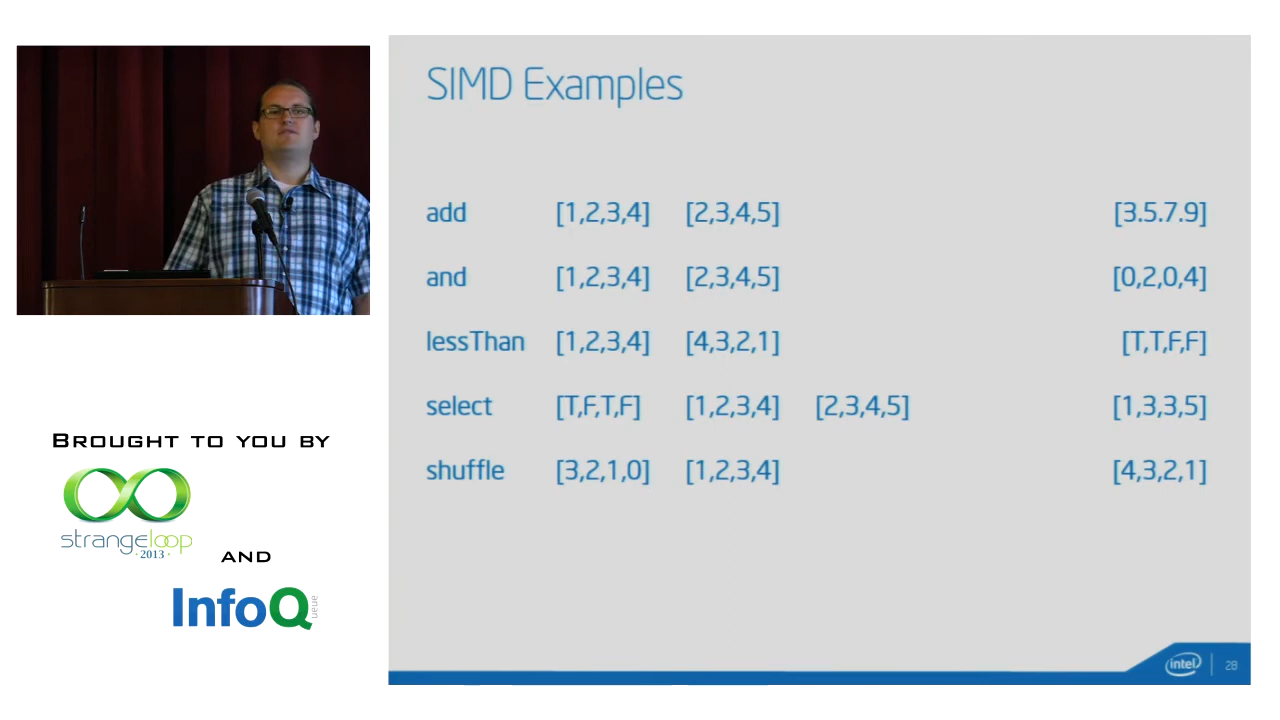 SIMD Examples
add [1,2,3,4] [2,3,4,5] [3.5.7.9]
and [1,2,3,4] [2,3,4,5] [0,2,0,4]
lessThan [1,2,3,4] [4,3,2,1] [T,T,F,F]
select [T,F,T,F] [1,2,3,4] [2,3,4,5] [1,3,3,5]
shuffle [3,2,1,0] [1,2,3,4] [4,3,2,1]
BROUGHT TO YOU BY
strangeloop
·2013·
AND
InfoQ
intel
28